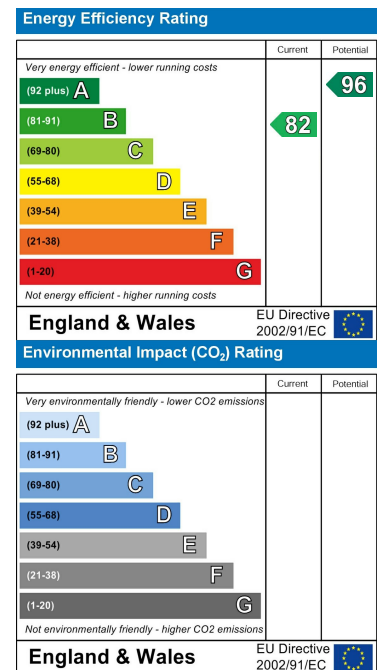 Energy Efficiency Rating
Current Potential
Very energy efficient - lower running costs
(92 plus) A
96
(81-91) B
82
(69-80) C
(55-68) D
(39-54) E
(21-38) F
(1-20) G
Not energy efficient - higher running costs
England & Wales
EU Directive
2002/91/EC
Environmental Impact (CO₂) Rating
Current Potential
Very environmentally friendly - lower CO2 emissions
(92 plus) A
(81-91) B
(69-80) C
(55-68) D
(39-54) E
(21-38) F
(1-20) G
Not environmentally friendly - higher CO2 emissions
England & Wales
EU Directive
2002/91/EC